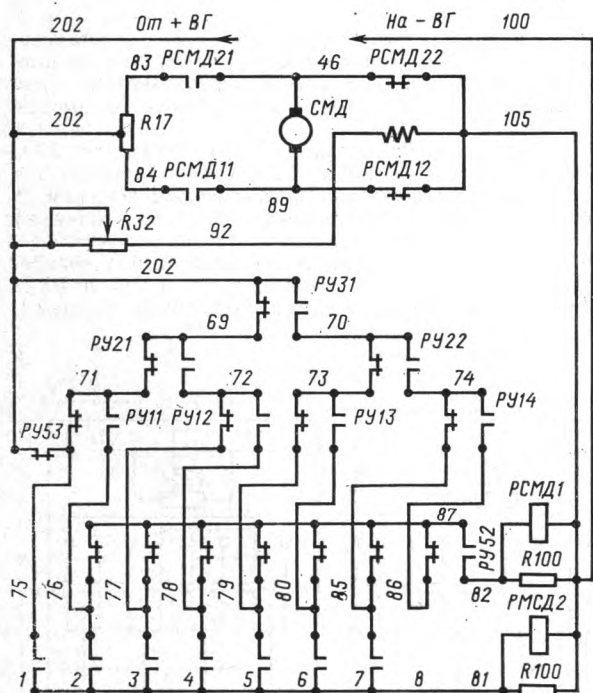 202 От + ВГ На - ВГ 100
83 РСМД21 46 РСМД22
202 R17 СМД 105
84 РСМД11 89 РСМД12
R32 92
202 РУ31
РУ21 69 70 РУ22
71 72 73 74
РУ53 РУ11 РУ12 РУ13 РУ14
РСМД1
87
РУ52
75 76 77 78 79 80 85 86 82 R100
РМСД2
1 2 3 4 5 6 7 8 81 R100